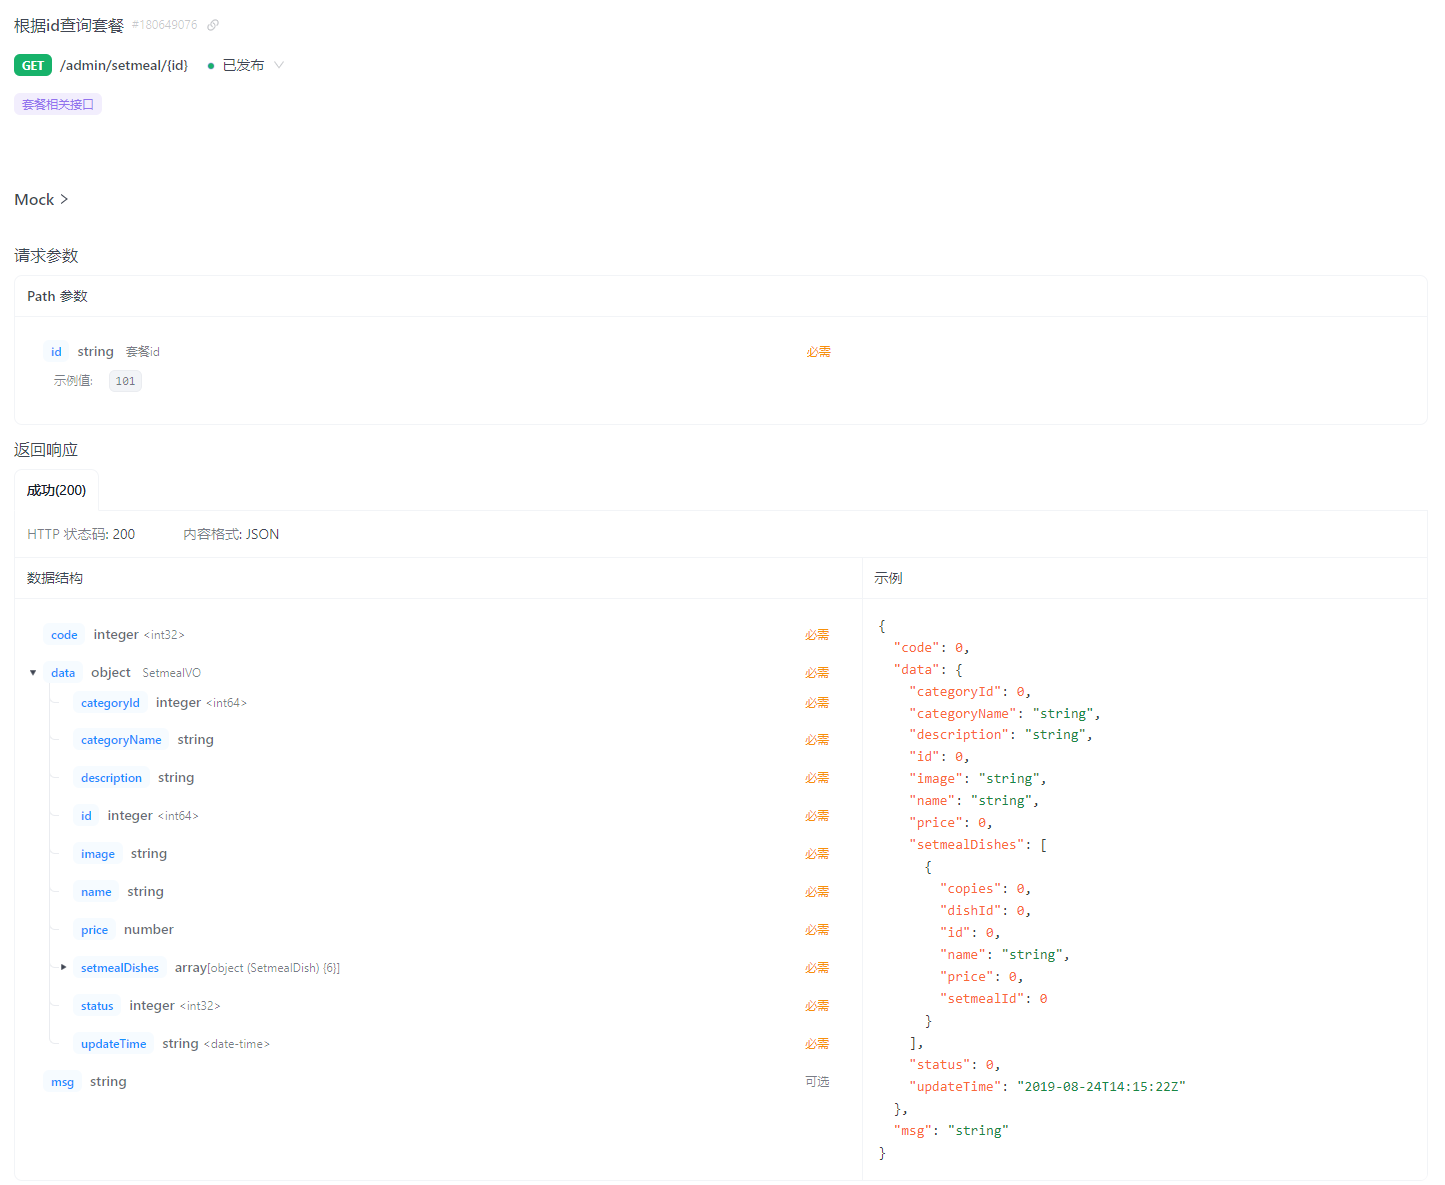 根据id查询套餐 #180649076
GET /admin/setmeal/{id} 已发布
套餐相关接口
Mock >
请求参数
Path 参数
id string 套餐id 必需
示例值: 101
返回响应
成功(200)
HTTP 状态码: 200 内容格式: JSON
数据结构
code integer <int32> 必需
data object SetmealVO 必需
categoryId integer <int64> 必需
categoryName string 必需
description string 必需
id integer <int64> 必需
image string 必需
name string 必需
price number 必需
setmealDishes array[object (SetmealDish) {6}] 必需
status integer <int32> 必需
updateTime string <date-time> 必需
msg string 可选
示例
{
"code": 0,
"data": {
"categoryId": 0,
"categoryName": "string",
"description": "string",
"id": 0,
"image": "string",
"name": "string",
"price": 0,
"setmealDishes": [
{
"copies": 0,
"dishId": 0,
"id": 0,
"name": "string",
"price": 0,
"setmealId": 0
}
],
"status": 0,
"updateTime": "2019-08-24T14:15:22Z"
},
"msg": "string"
}